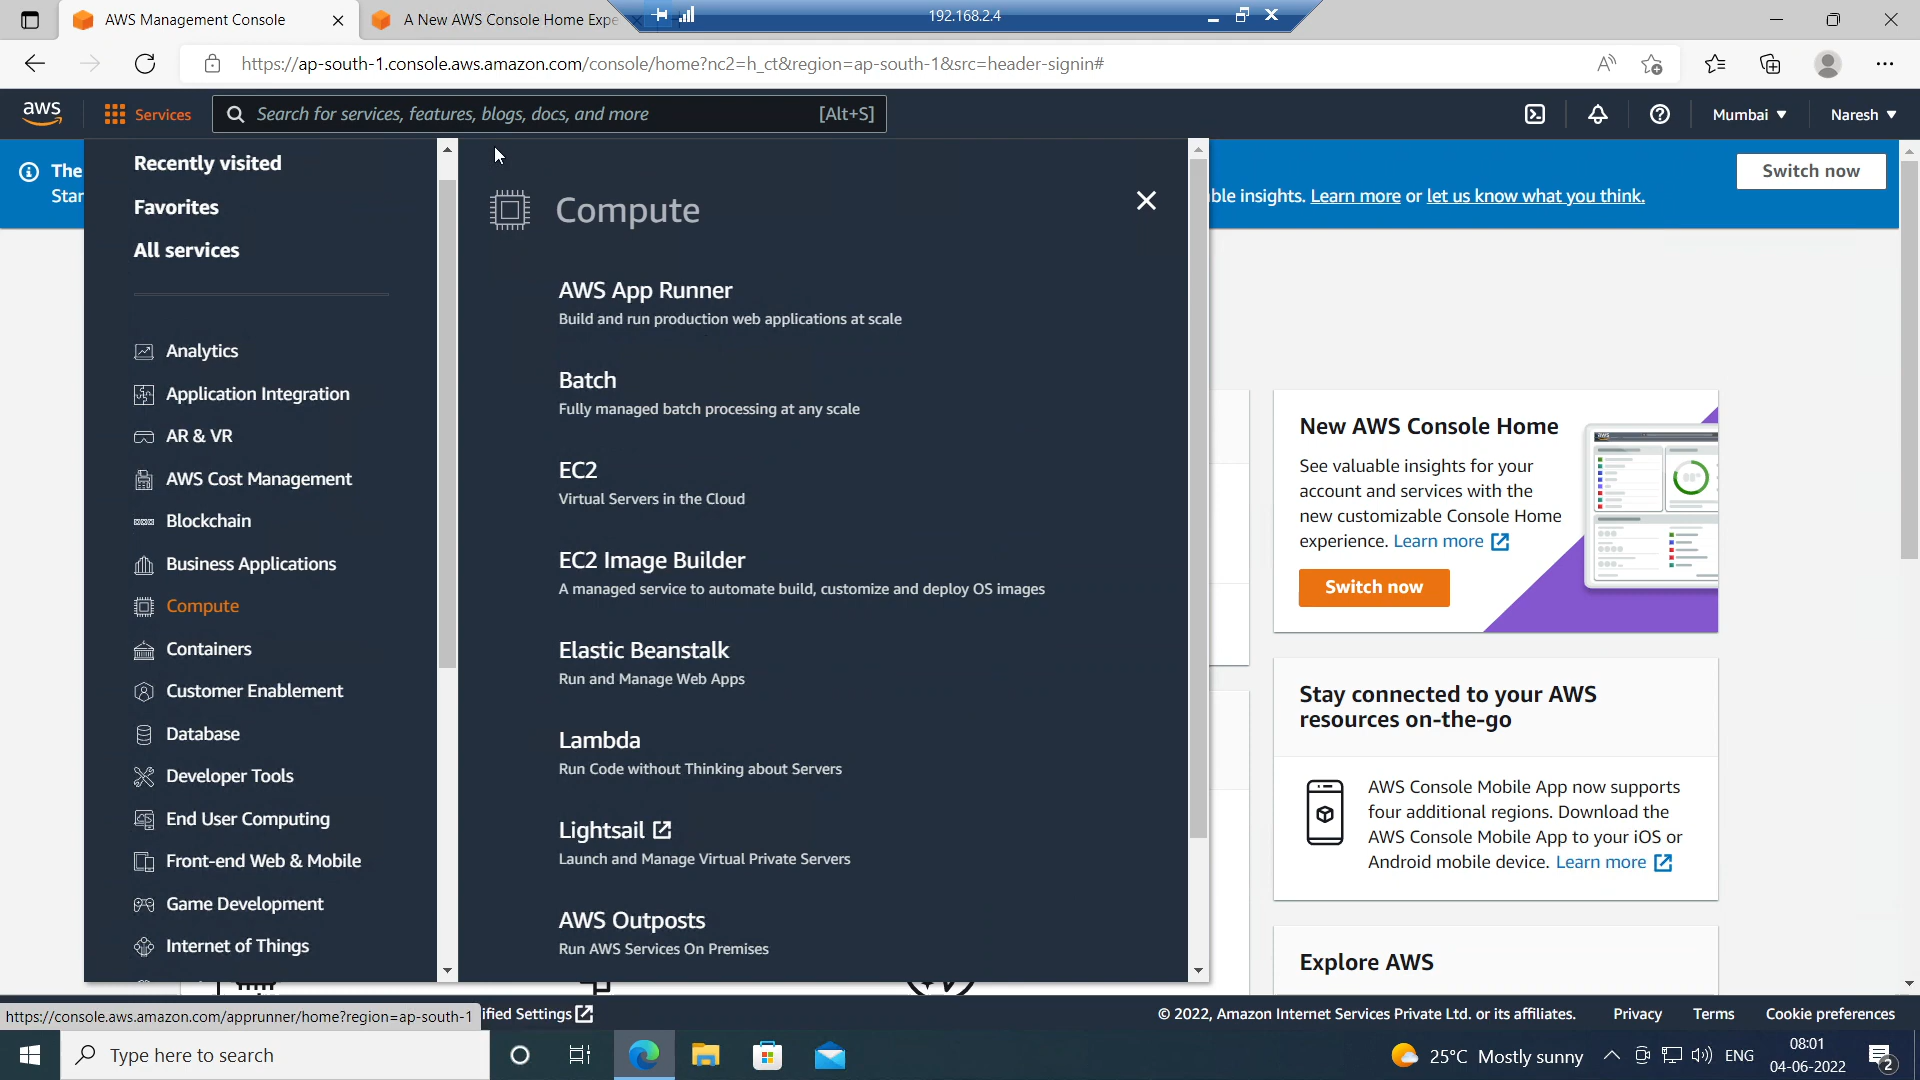 AWS Management Console
A New AWS Console Home Expe
192.168.2.4
https://ap-south-1.console.aws.amazon.com/console/home?nc2=h_ct&region=ap-south-1&src=header-signin#
aws
Services
Search for services, features, blogs, docs, and more
[Alt+S]
Mumbai
Naresh
The
Star
ble insights. Learn more or let us know what you think.
Switch now
Recently visited
Favorites
All services
Analytics
Application Integration
AR & VR
AWS Cost Management
Blockchain
Business Applications
Compute
Containers
Customer Enablement
Database
Developer Tools
End User Computing
Front-end Web & Mobile
Game Development
Internet of Things
Compute
AWS App Runner
Build and run production web applications at scale
Batch
Fully managed batch processing at any scale
EC2
Virtual Servers in the Cloud
EC2 Image Builder
A managed service to automate build, customize and deploy OS images
Elastic Beanstalk
Run and Manage Web Apps
Lambda
Run Code without Thinking about Servers
Lightsail
Launch and Manage Virtual Private Servers
AWS Outposts
Run AWS Services On Premises
New AWS Console Home
See valuable insights for your
account and services with the
new customizable Console Home
experience. Learn more
Switch now
aws
Stay connected to your AWS
resources on-the-go
AWS Console Mobile App now supports
four additional regions. Download the
AWS Console Mobile App to your iOS or
Android mobile device. Learn more
Explore AWS
https://console.aws.amazon.com/apprunner/home?region=ap-south-1
ified Settings
© 2022, Amazon Internet Services Private Ltd. or its affiliates.
Privacy
Terms
Cookie preferences
Type here to search
25°C Mostly sunny
ENG
08:01
04-06-2022
2